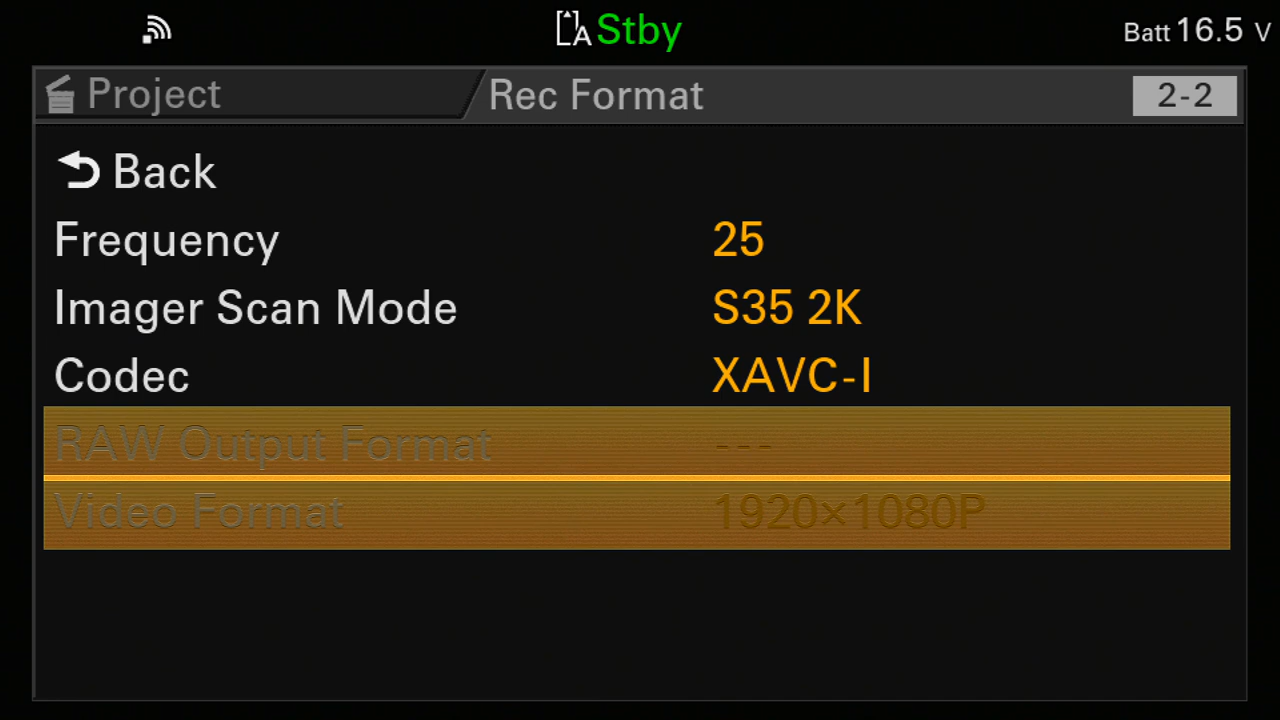 A Stby
Batt 16.5 V
Project Rec Format 2-2
Back
Frequency 25
Imager Scan Mode S35 2K
Codec XAVC-I
RAW Output Format ---
Video Format 1920×1080P